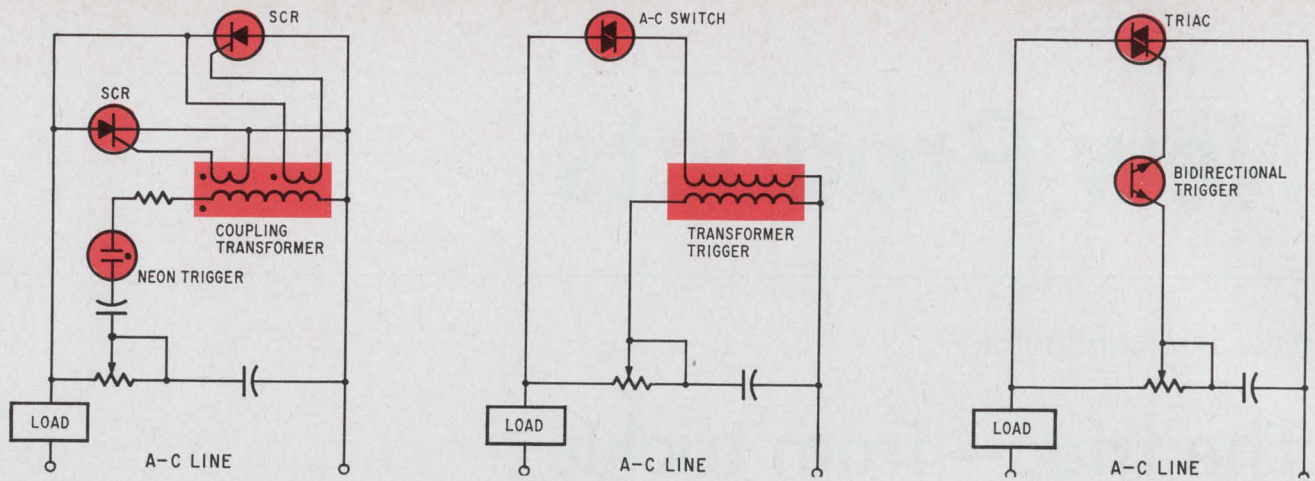 SCR
SCR
COUPLING
TRANSFORMER
NEON TRIGGER
LOAD
A-C LINE
A-C SWITCH
TRANSFORMER
TRIGGER
LOAD
A-C LINE
TRIAC
BIDIRECTIONAL
TRIGGER
LOAD
A-C LINE